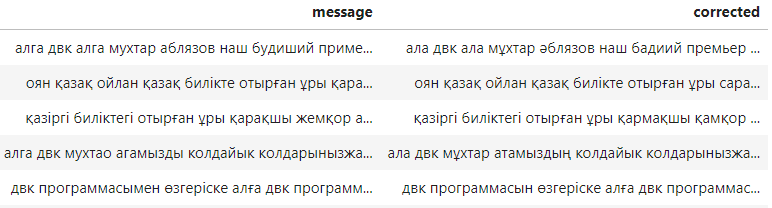 message corrected
алга двк алга мухтар аблязов наш будиший приме... ала двк ала мұхтар әблязов наш бадиий премьер ...
оян қазақ ойлан қазақ билікте отырған ұры қара... оян қазақ ойлан қазақ билікте отырған ұры сара...
қазіргі биліктегі отырған ұры қарақшы жемқор а... қазіргі биліктегі отырған ұры қармақшы қамқор ...
алга двк мухтао агамызды колдайык колдарынызжа... ала двк мұхтар атамыздың колдайык колдарынызжа...
двк программасымен өзгеріске алға двк программ... двк программасын өзгеріске алға двк программас...